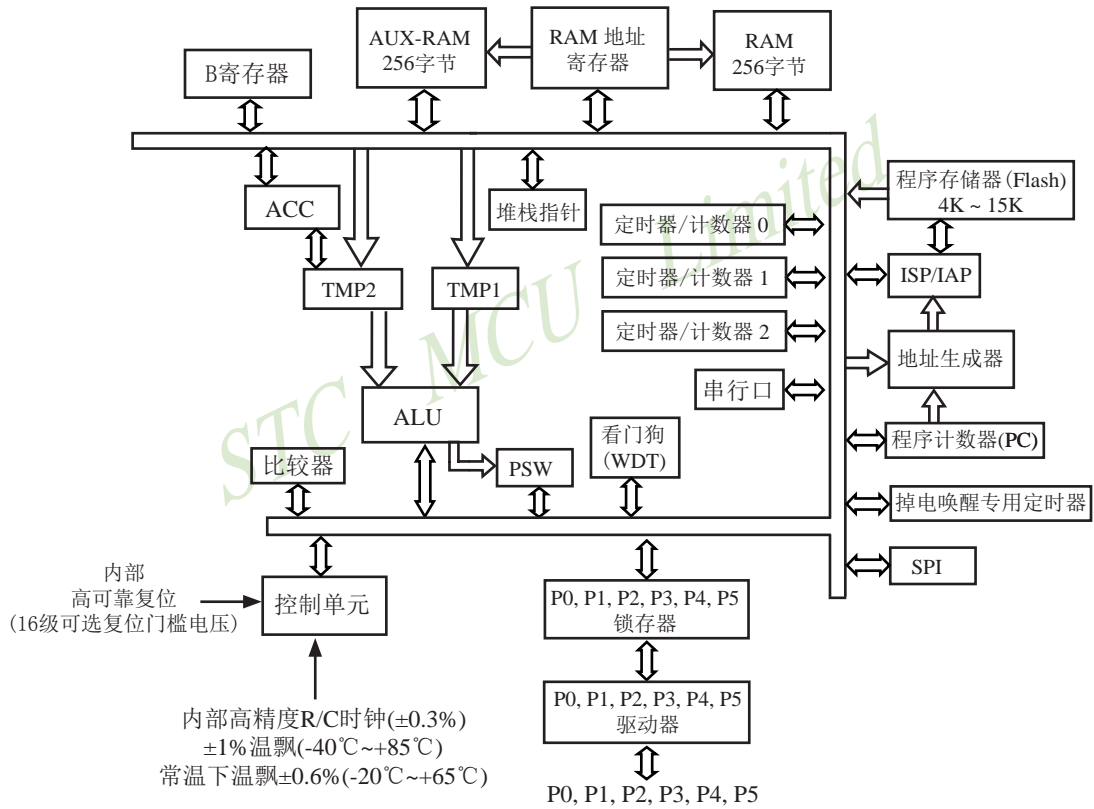 AUX-RAM
256字节
RAM 地址
寄存器
RAM
256字节
B寄存器
ACC
堆栈指针
程序存储器(Flash)
4K ~ 15K
定时器/计数器 0
TMP2
TMP1
定时器/计数器 1
ISP/IAP
定时器/计数器 2
地址生成器
串行口
ALU
程序计数器(PC)
看门狗
(WDT)
比较器
PSW
掉电唤醒专用定时器
SPI
内部
高可靠复位
(16级可选复位门槛电压)
控制单元
P0, P1, P2, P3, P4, P5
锁存器
P0, P1, P2, P3, P4, P5
驱动器
内部高精度R/C时钟(±0.3%)
±1%温飘(-40℃~+85℃)
常温下温飘±0.6%(-20℃~+65℃)
P0, P1, P2, P3, P4, P5
STC MCU Limited